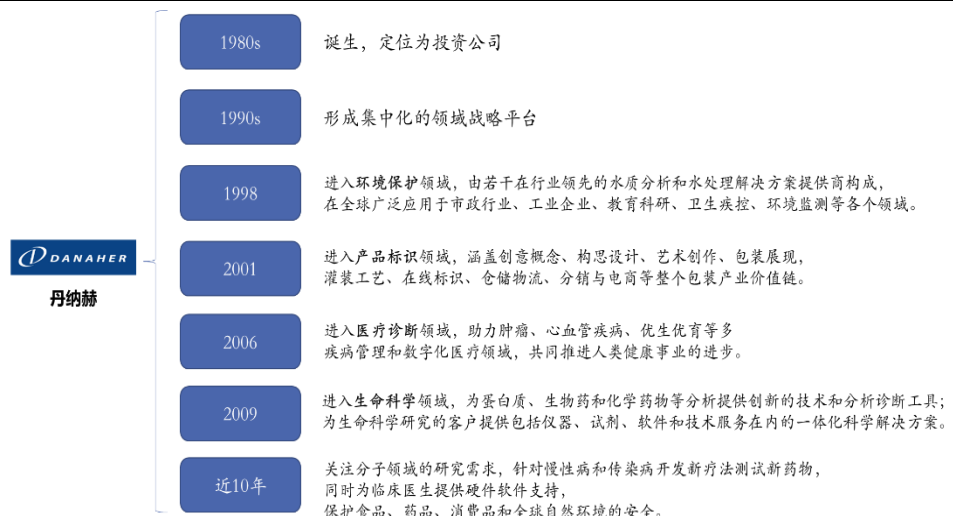 1980s
诞生，定位为投资公司
1990s
形成集中化的领域战略平台
1998
进入环境保护领域，由若干在行业领先的水质分析和水处理解决方案提供商构成，
在全球广泛应用于市政行业、工业企业、教育科研、卫生疾控、环境监测等各个领域。
DANAHER
丹纳赫
2001
进入产品标识领域，涵盖创意概念、构思设计、艺术创作、包装展现，
灌装工艺、在线标识、仓储物流、分销与电商等整个包装产业价值链。
2006
进入医疗诊断领域，助力肿瘤、心血管疾病、优生优育等多
疾病管理和数字化医疗领域，共同推进人类健康事业的进步。
2009
进入生命科学领域，为蛋白质、生物药和化学药物等分析提供创新的技术和分析诊断工具；
为生命科学研究的客户提供包括仪器、试剂、软件和技术服务在内的一体化科学解决方案。
近10年
关注分子领域的研究需求，针对慢性病和传染病开发新疗法测试新药物，
同时为临床医生提供硬件软件支持，
保护食品、药品、消费品和全球自然环境的安全。